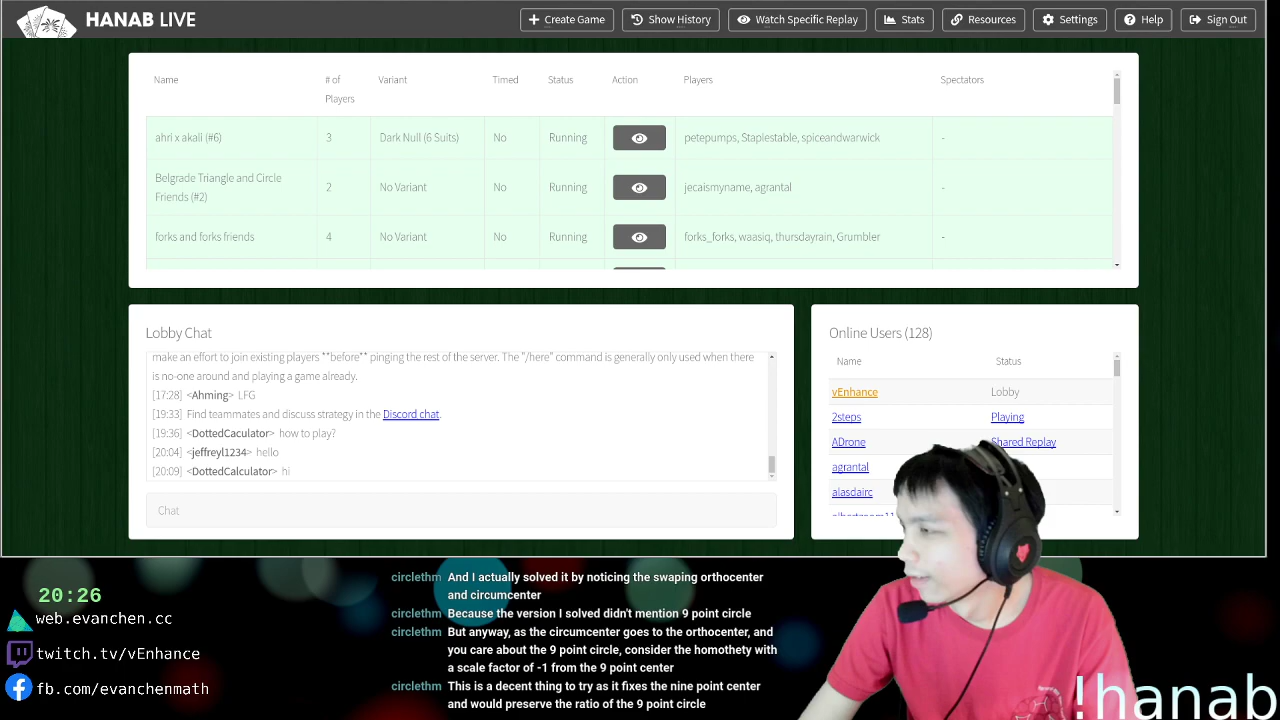 HANAB LIVE
Create Game
Show History
Watch Specific Replay
Stats
Resources
Settings
Help
Sign Out
Name
# of
Players
Variant
Timed
Status
Action
Players
Spectators
ahri x akali (#6)
3
Dark Null (6 Suits)
No
Running
petepumps, Staplestable, spiceandwarwick
-
Belgrade Triangle and Circle
Friends (#2)
2
No Variant
No
Running
jecaismyname, agrantal
-
forks and forks friends
4
No Variant
No
Running
forks_forks, waasiq, thursdayrain, Grumbler
-
Lobby Chat
make an effort to join existing players **before** pinging the rest of the server. The "/here" command is generally only used when there
is no-one around and playing a game already.
[17:28] <Ahming> LFG
[19:33] Find teammates and discuss strategy in the Discord chat.
[19:36] <DottedCaculator> how to play?
[20:04] <jeffreyl1234> hello
[20:09] <DottedCalculator> hi
Chat
Online Users (128)
Name
Status
vEnhance
Lobby
2steps
Playing
ADrone
Shared Replay
agrantal
alasdairc
20:26
web.evanchen.cc
twitch.tv/vEnhance
fb.com/evanchenmath
circlethm And I actually solved it by noticing the swaping orthocenter
and circumcenter
circlethm Because the version I solved didn't mention 9 point circle
circlethm But anyway, as the circumcenter goes to the orthocenter, and
you care about the 9 point circle, consider the homothety with
a scale factor of -1 from the 9 point center
circlethm This is a decent thing to try as it fixes the nine point center
and would preserve the ratio of the 9 point circle
!hanab